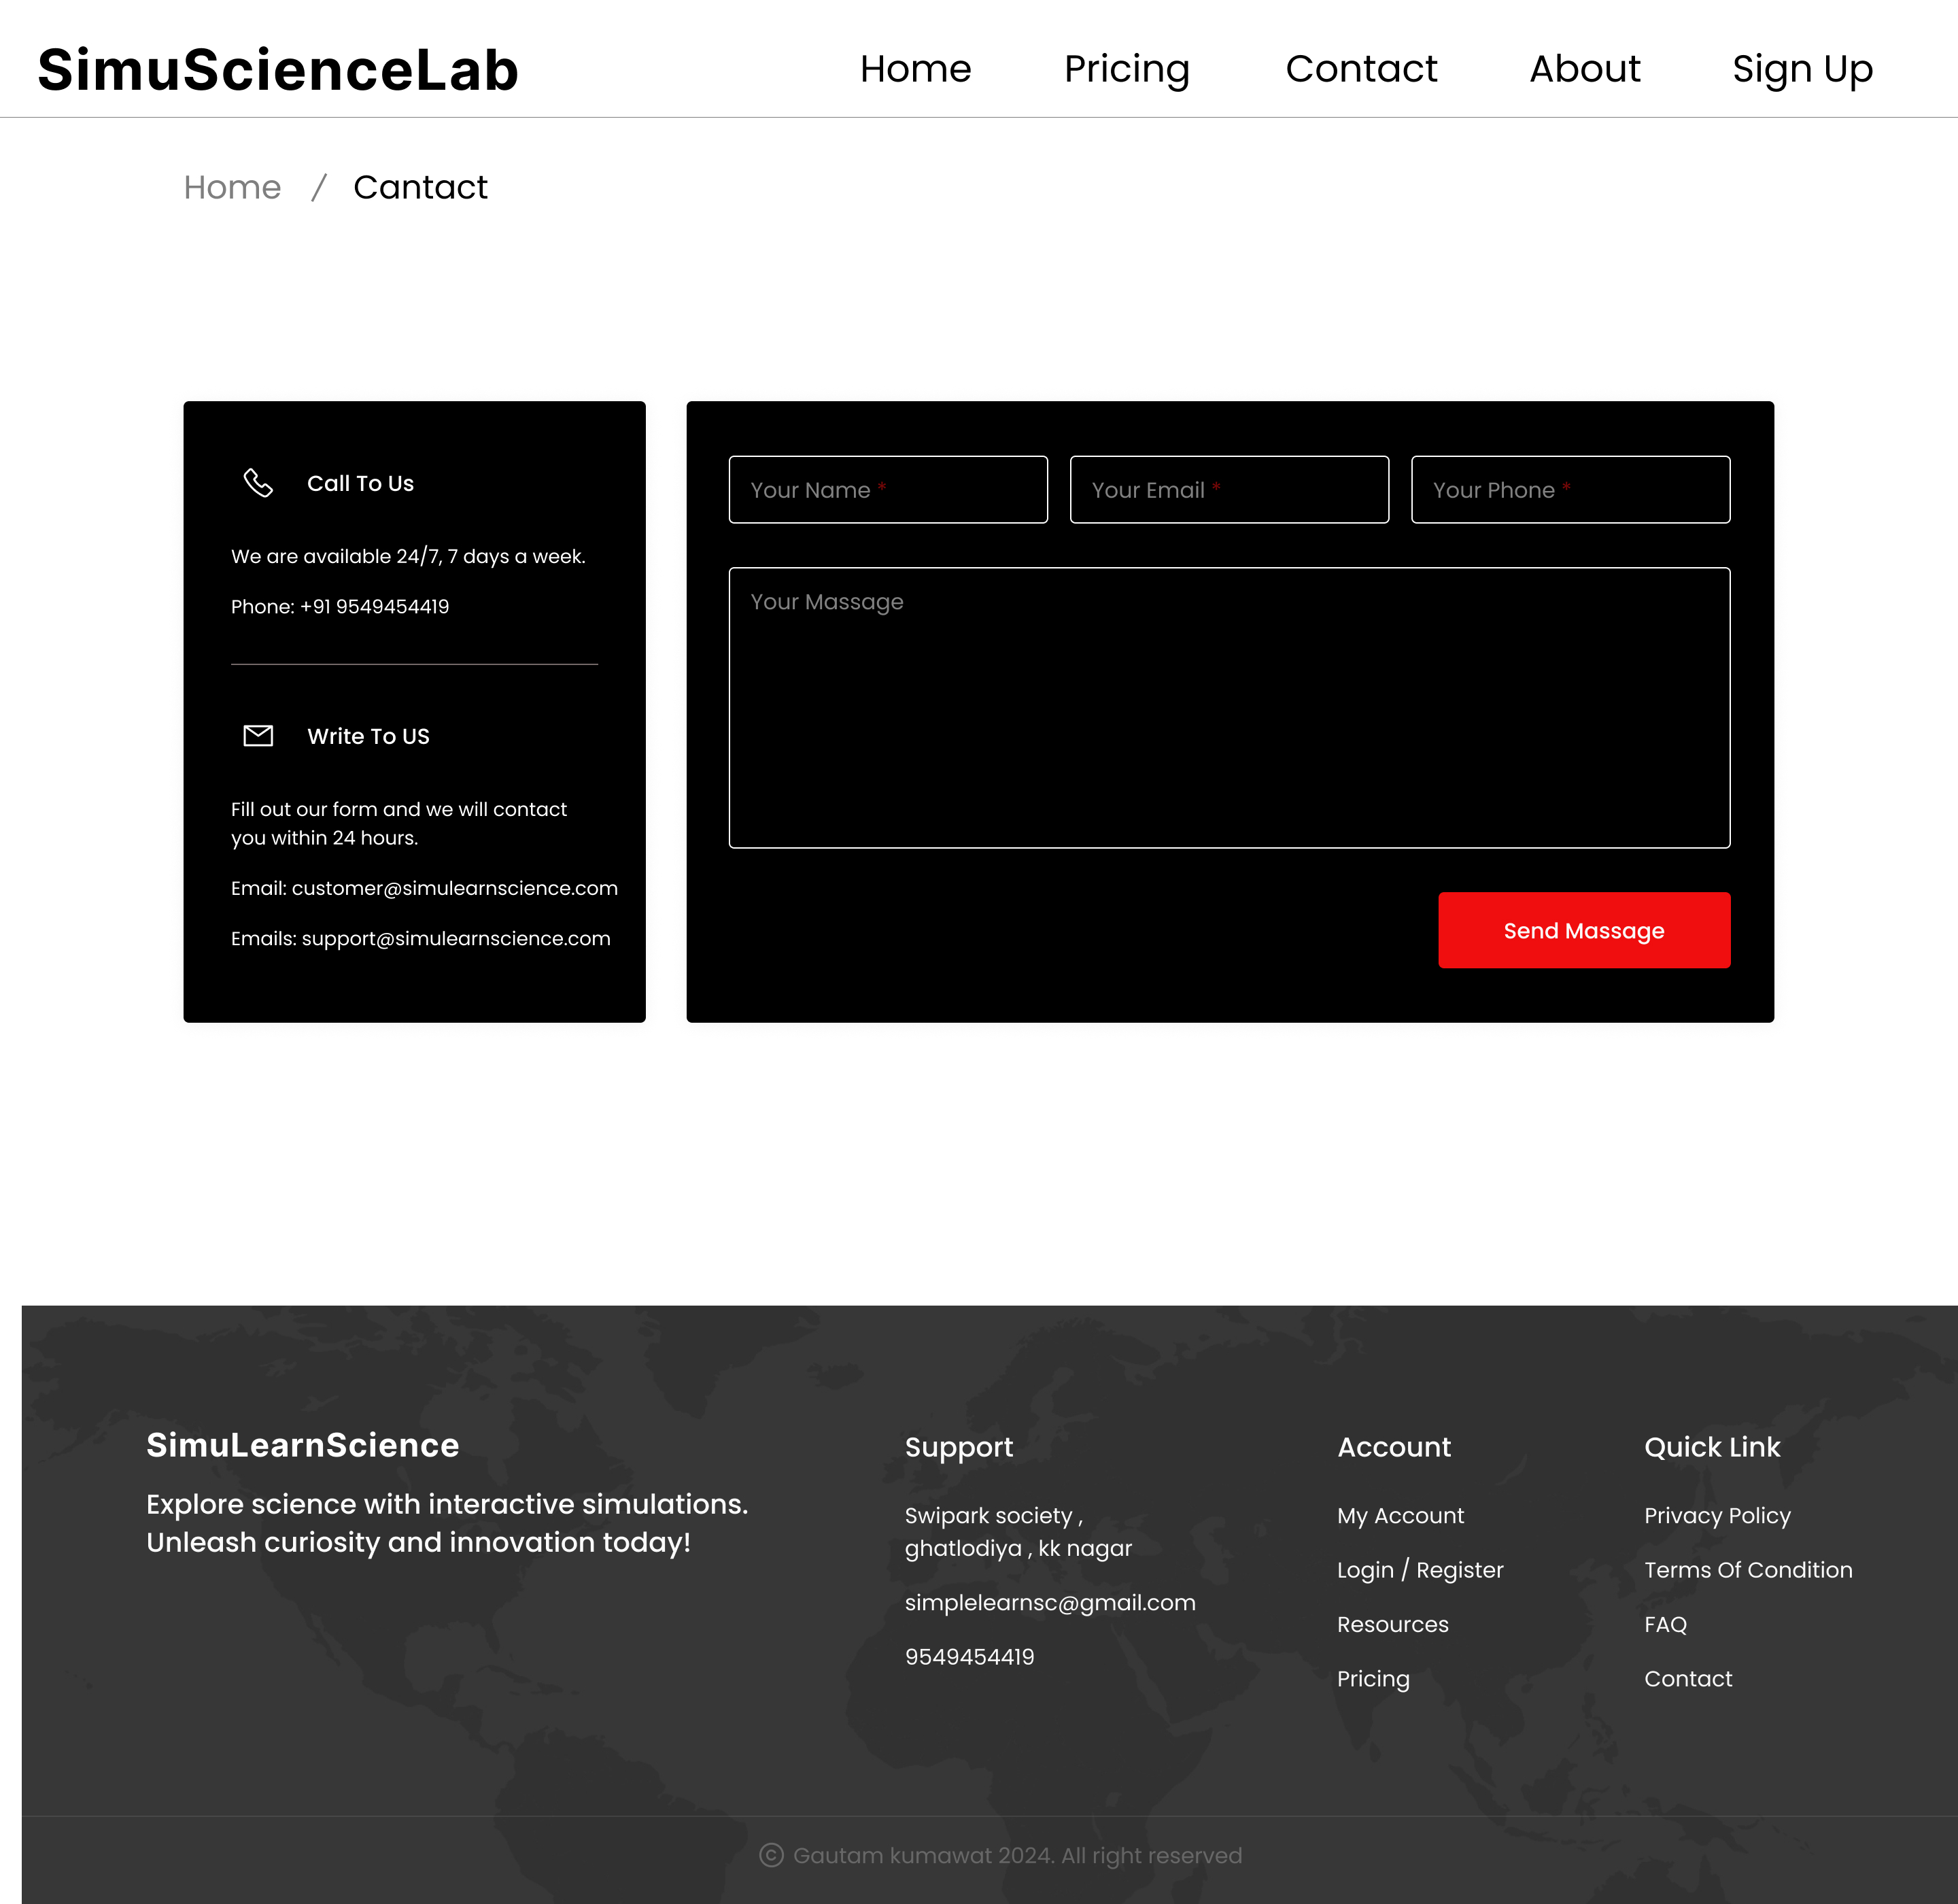 SimuScienceLab
Home Pricing Contact About Sign Up
Home / Cantact
Call To Us
We are available 24/7, 7 days a week.
Phone: +91 9549454419
Write To US
Fill out our form and we will contact
you within 24 hours.
Email: customer@simulearnscience.com
Emails: support@simulearnscience.com
Your Name *
Your Email *
Your Phone *
Your Massage
Send Massage
SimuLearnScience
Explore science with interactive simulations.
Unleash curiosity and innovation today!
Support
Swipark society ,
ghatlodiya , kk nagar
simplelearnsc@gmail.com
9549454419
Account
My Account
Login / Register
Resources
Pricing
Quick Link
Privacy Policy
Terms Of Condition
FAQ
Contact
© Gautam kumawat 2024. All right reserved